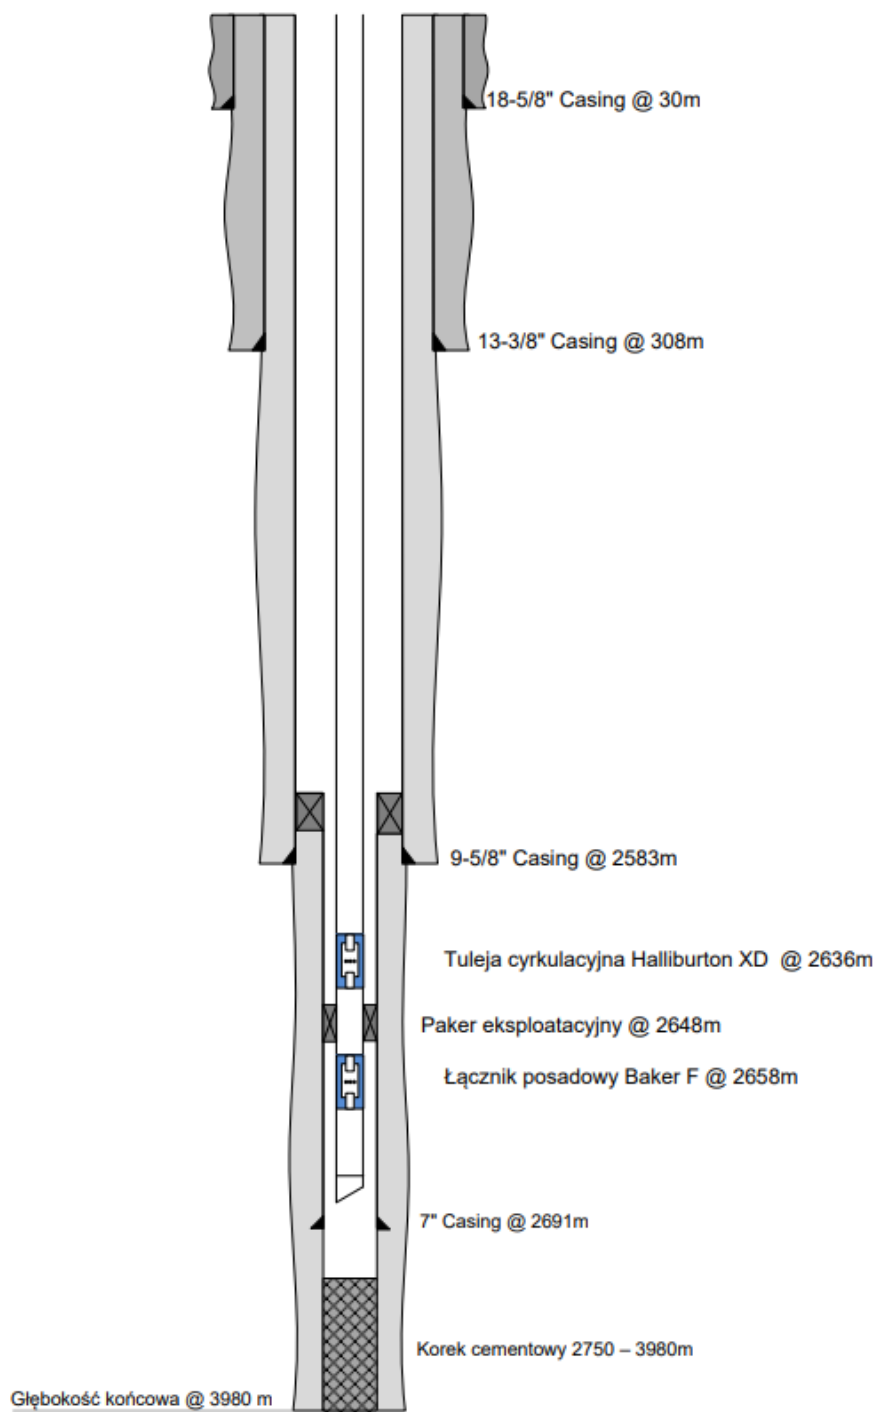 18-5/8" Casing @ 30m
13-3/8" Casing @ 308m
9-5/8" Casing @ 2583m
Tuleja cyrkulacyjna Halliburton XD @ 2636m
Paker eksploatacyjny @ 2648m
Łącznik posadowy Baker F @ 2658m
7" Casing @ 2691m
Korek cementowy 2750 – 3980m
Głębokość końcowa @ 3980 m